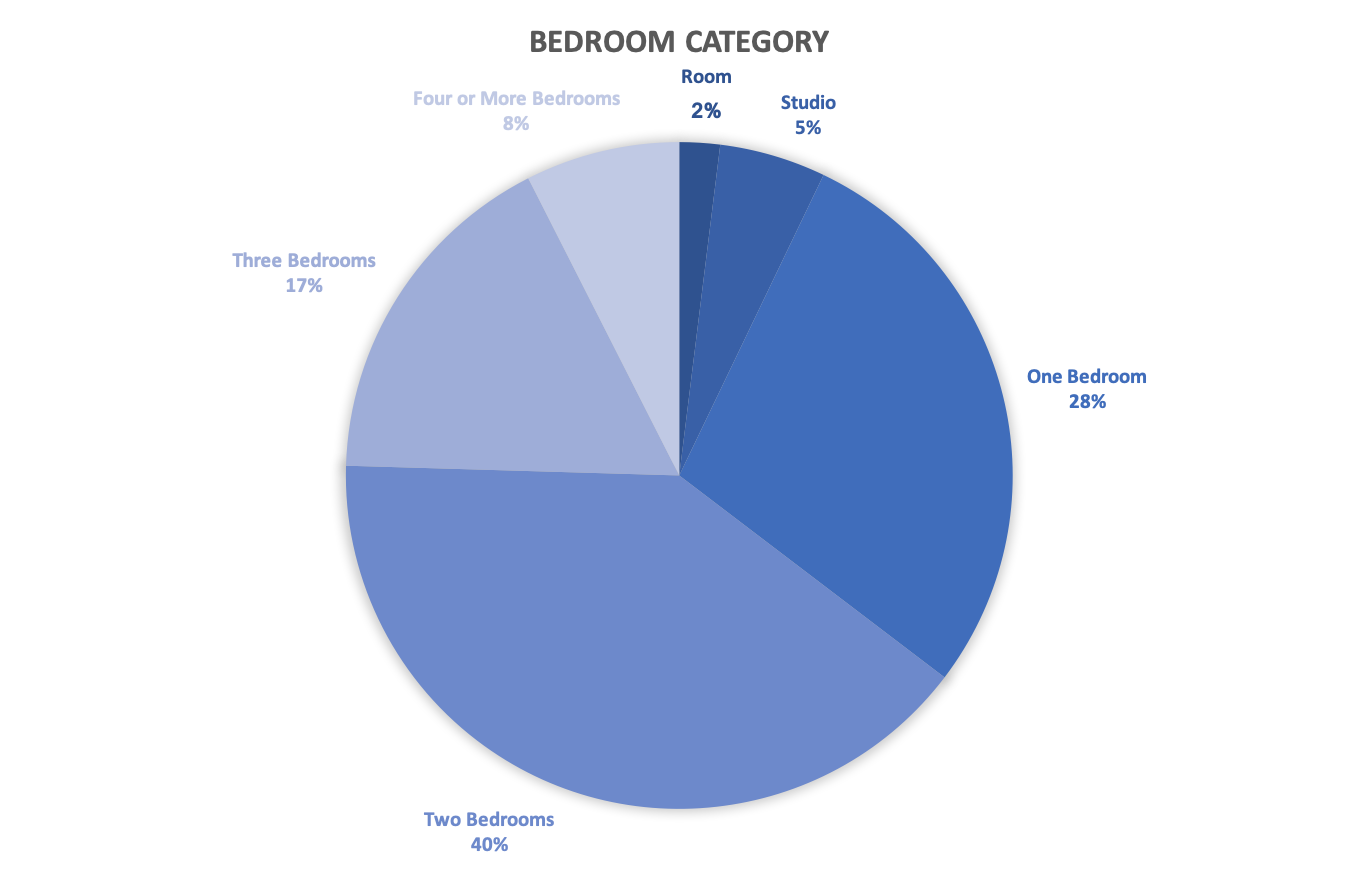 BEDROOM CATEGORY
Room
2%
Studio
5%
Four or More Bedrooms
8%
Three Bedrooms
17%
One Bedroom
28%
Two Bedrooms
40%